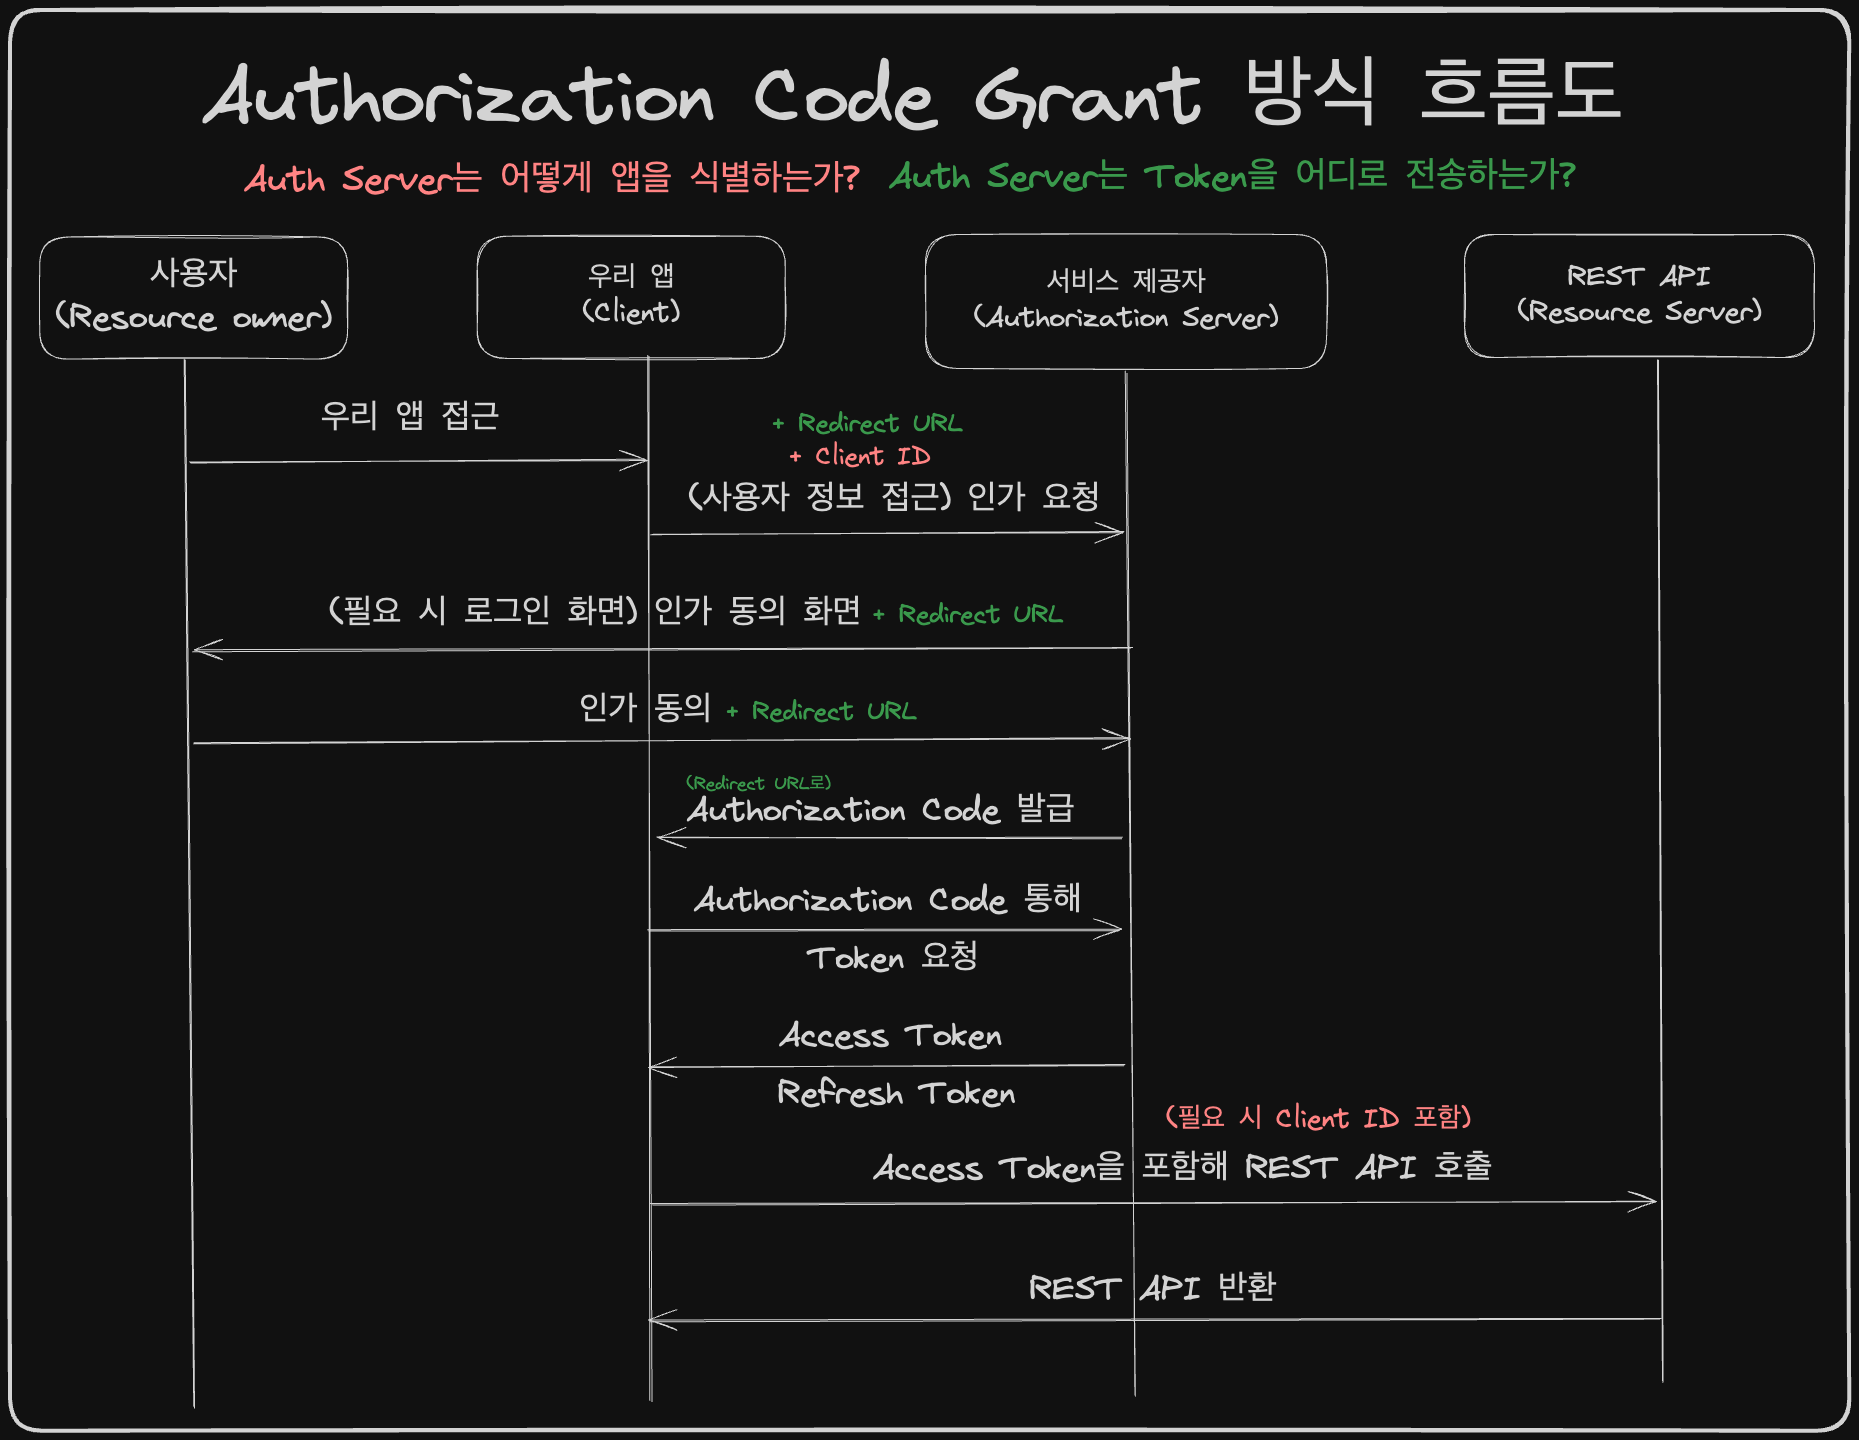 Authorization Code Grant 방식 흐름도
Auth Server는 어떻게 앱을 식별하는가? Auth Server는 Token을 어디로 전송하는가?
사용자
(Resource owner)
우리 앱
(Client)
서비스 제공자
(Authorization Server)
REST API
(Resource Server)
우리 앱 접근
+ Redirect URL
+ Client ID
(사용자 정보 접근) 인가 요청
(필요 시 로그인 화면) 인가 동의 화면 + Redirect URL
인가 동의 + Redirect URL
(Redirect URL로)
Authorization Code 발급
Authorization Code 통해
Token 요청
Access Token
Refresh Token
(필요 시 Client ID 포함)
Access Token을 포함해 REST API 호출
REST API 반환